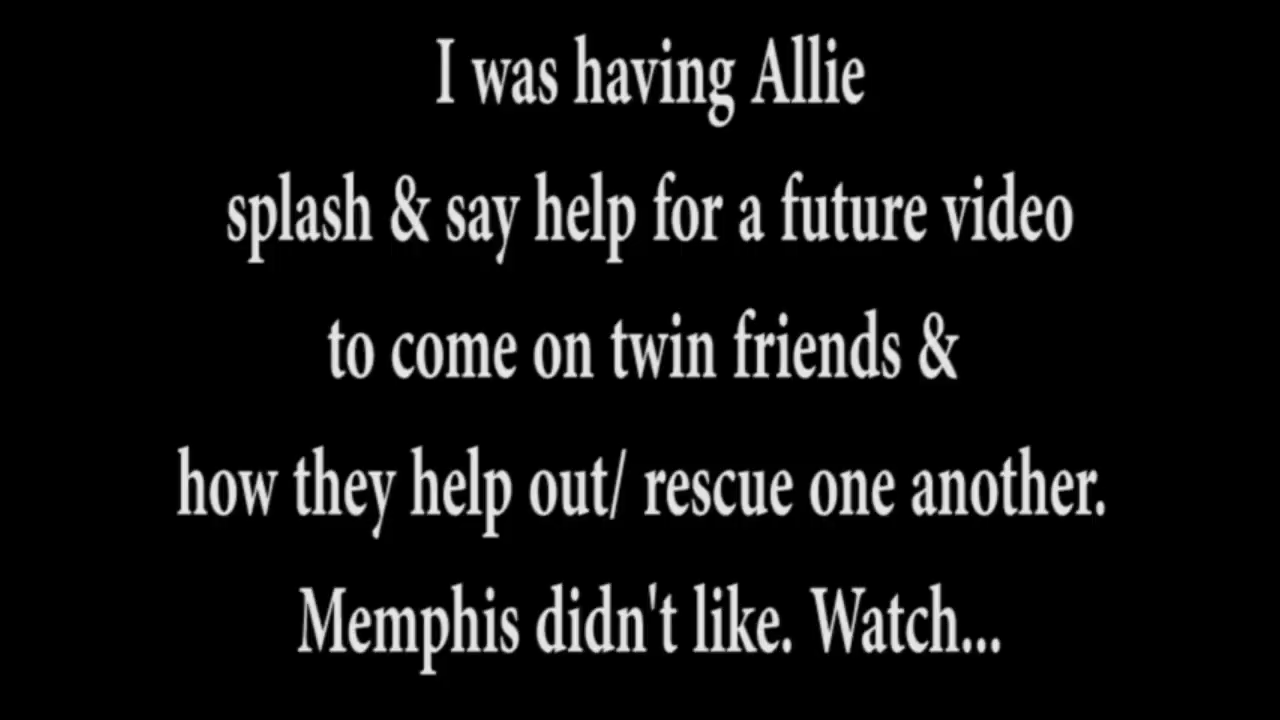 I was having Allie
splash & say help for a future video
to come on twin friends &
how they help out/ rescue one another.
Memphis didn't like. Watch...